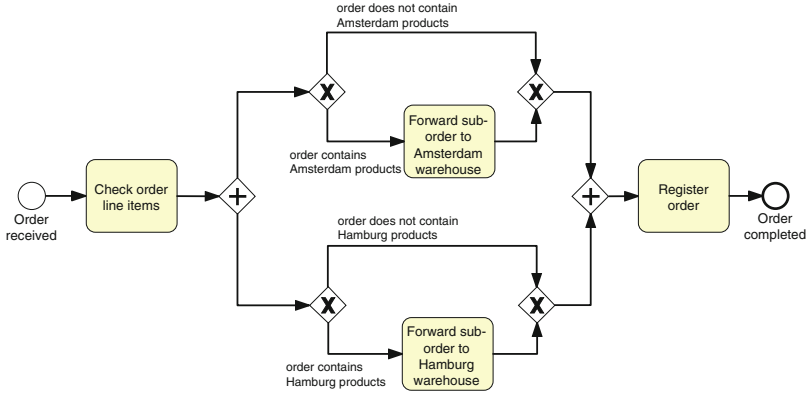 order does not contain
Amsterdam products
Forward sub-
order to
Amsterdam
warehouse
order contains
Amsterdam products
Order
received
Check order
line items
Register
order
Order
completed
order does not contain
Hamburg products
Forward sub-
order to
Hamburg
warehouse
order contains
Hamburg products